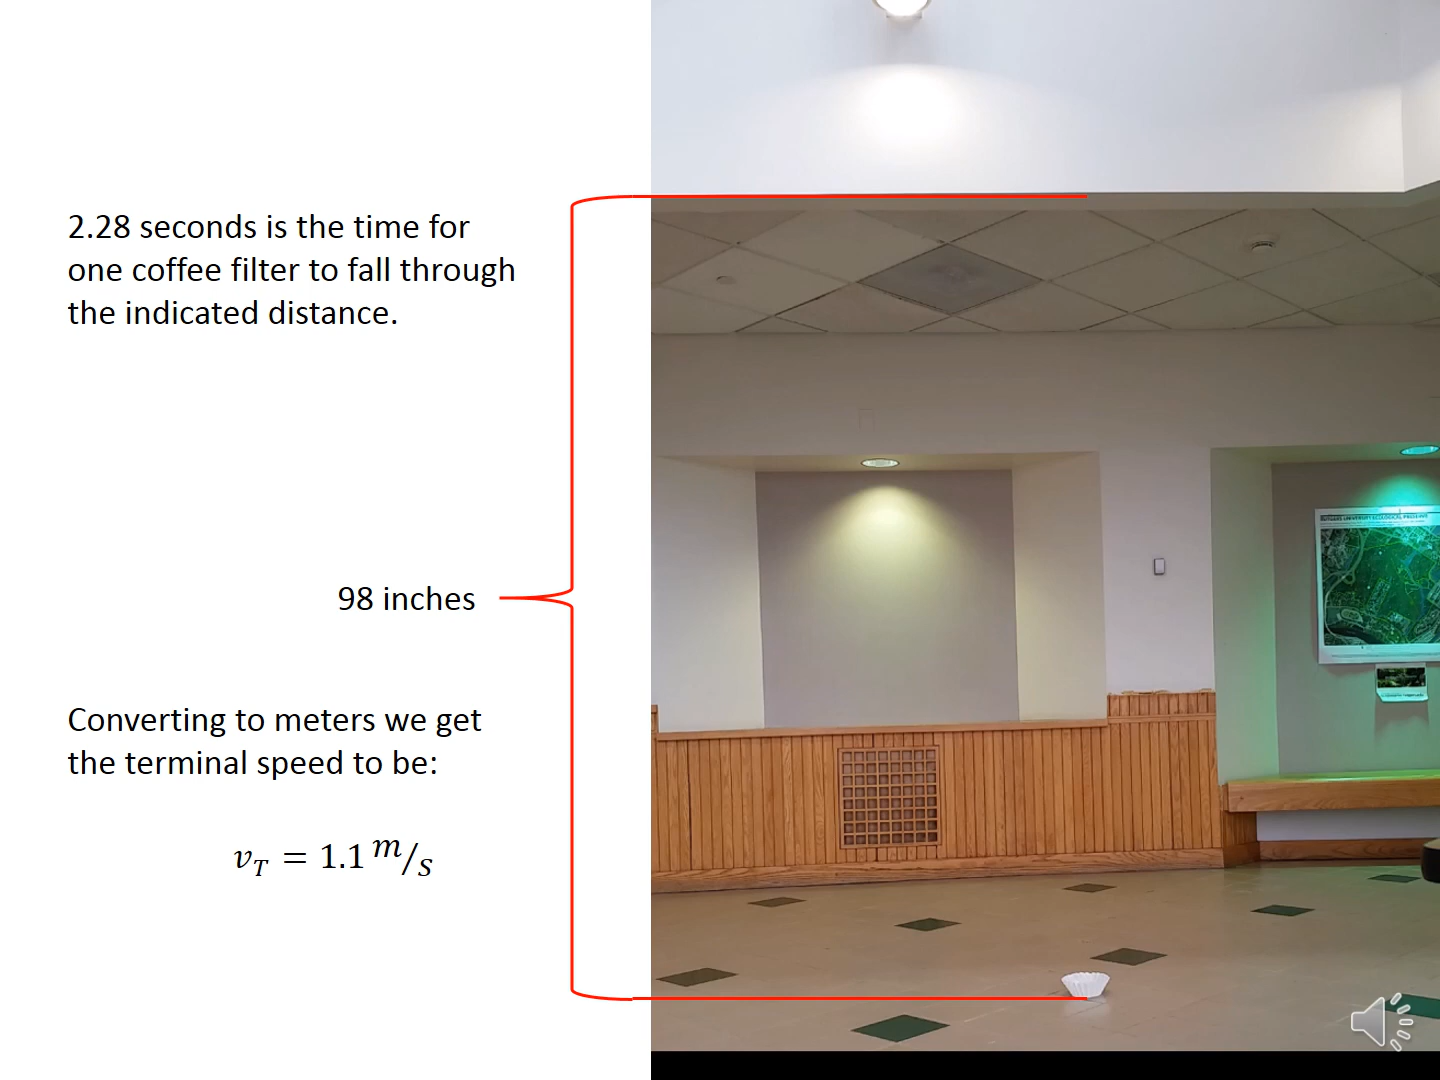 2.28 seconds is the time for
one coffee filter to fall through
the indicated distance.
98 inches
Converting to meters we get
the terminal speed to be:
v_T = 1.1 m/s